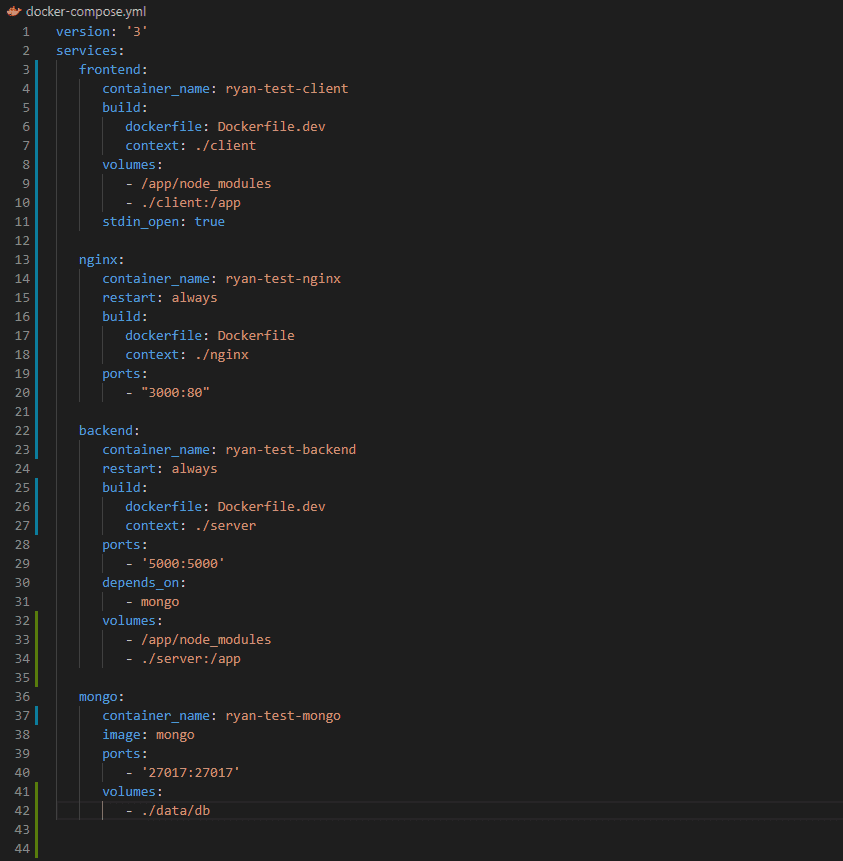 docker-compose.yml
1 version: '3'
2 services:
3 frontend:
4 container_name: ryan-test-client
5 build:
6 dockerfile: Dockerfile.dev
7 context: ./client
8 volumes:
9 - /app/node_modules
10 - ./client:/app
11 stdin_open: true
12
13 nginx:
14 container_name: ryan-test-nginx
15 restart: always
16 build:
17 dockerfile: Dockerfile
18 context: ./nginx
19 ports:
20 - "3000:80"
21
22 backend:
23 container_name: ryan-test-backend
24 restart: always
25 build:
26 dockerfile: Dockerfile.dev
27 context: ./server
28 ports:
29 - '5000:5000'
30 depends_on:
31 - mongo
32 volumes:
33 - /app/node_modules
34 - ./server:/app
35
36 mongo:
37 container_name: ryan-test-mongo
38 image: mongo
39 ports:
40 - '27017:27017'
41 volumes:
42 - ./data/db
43
44